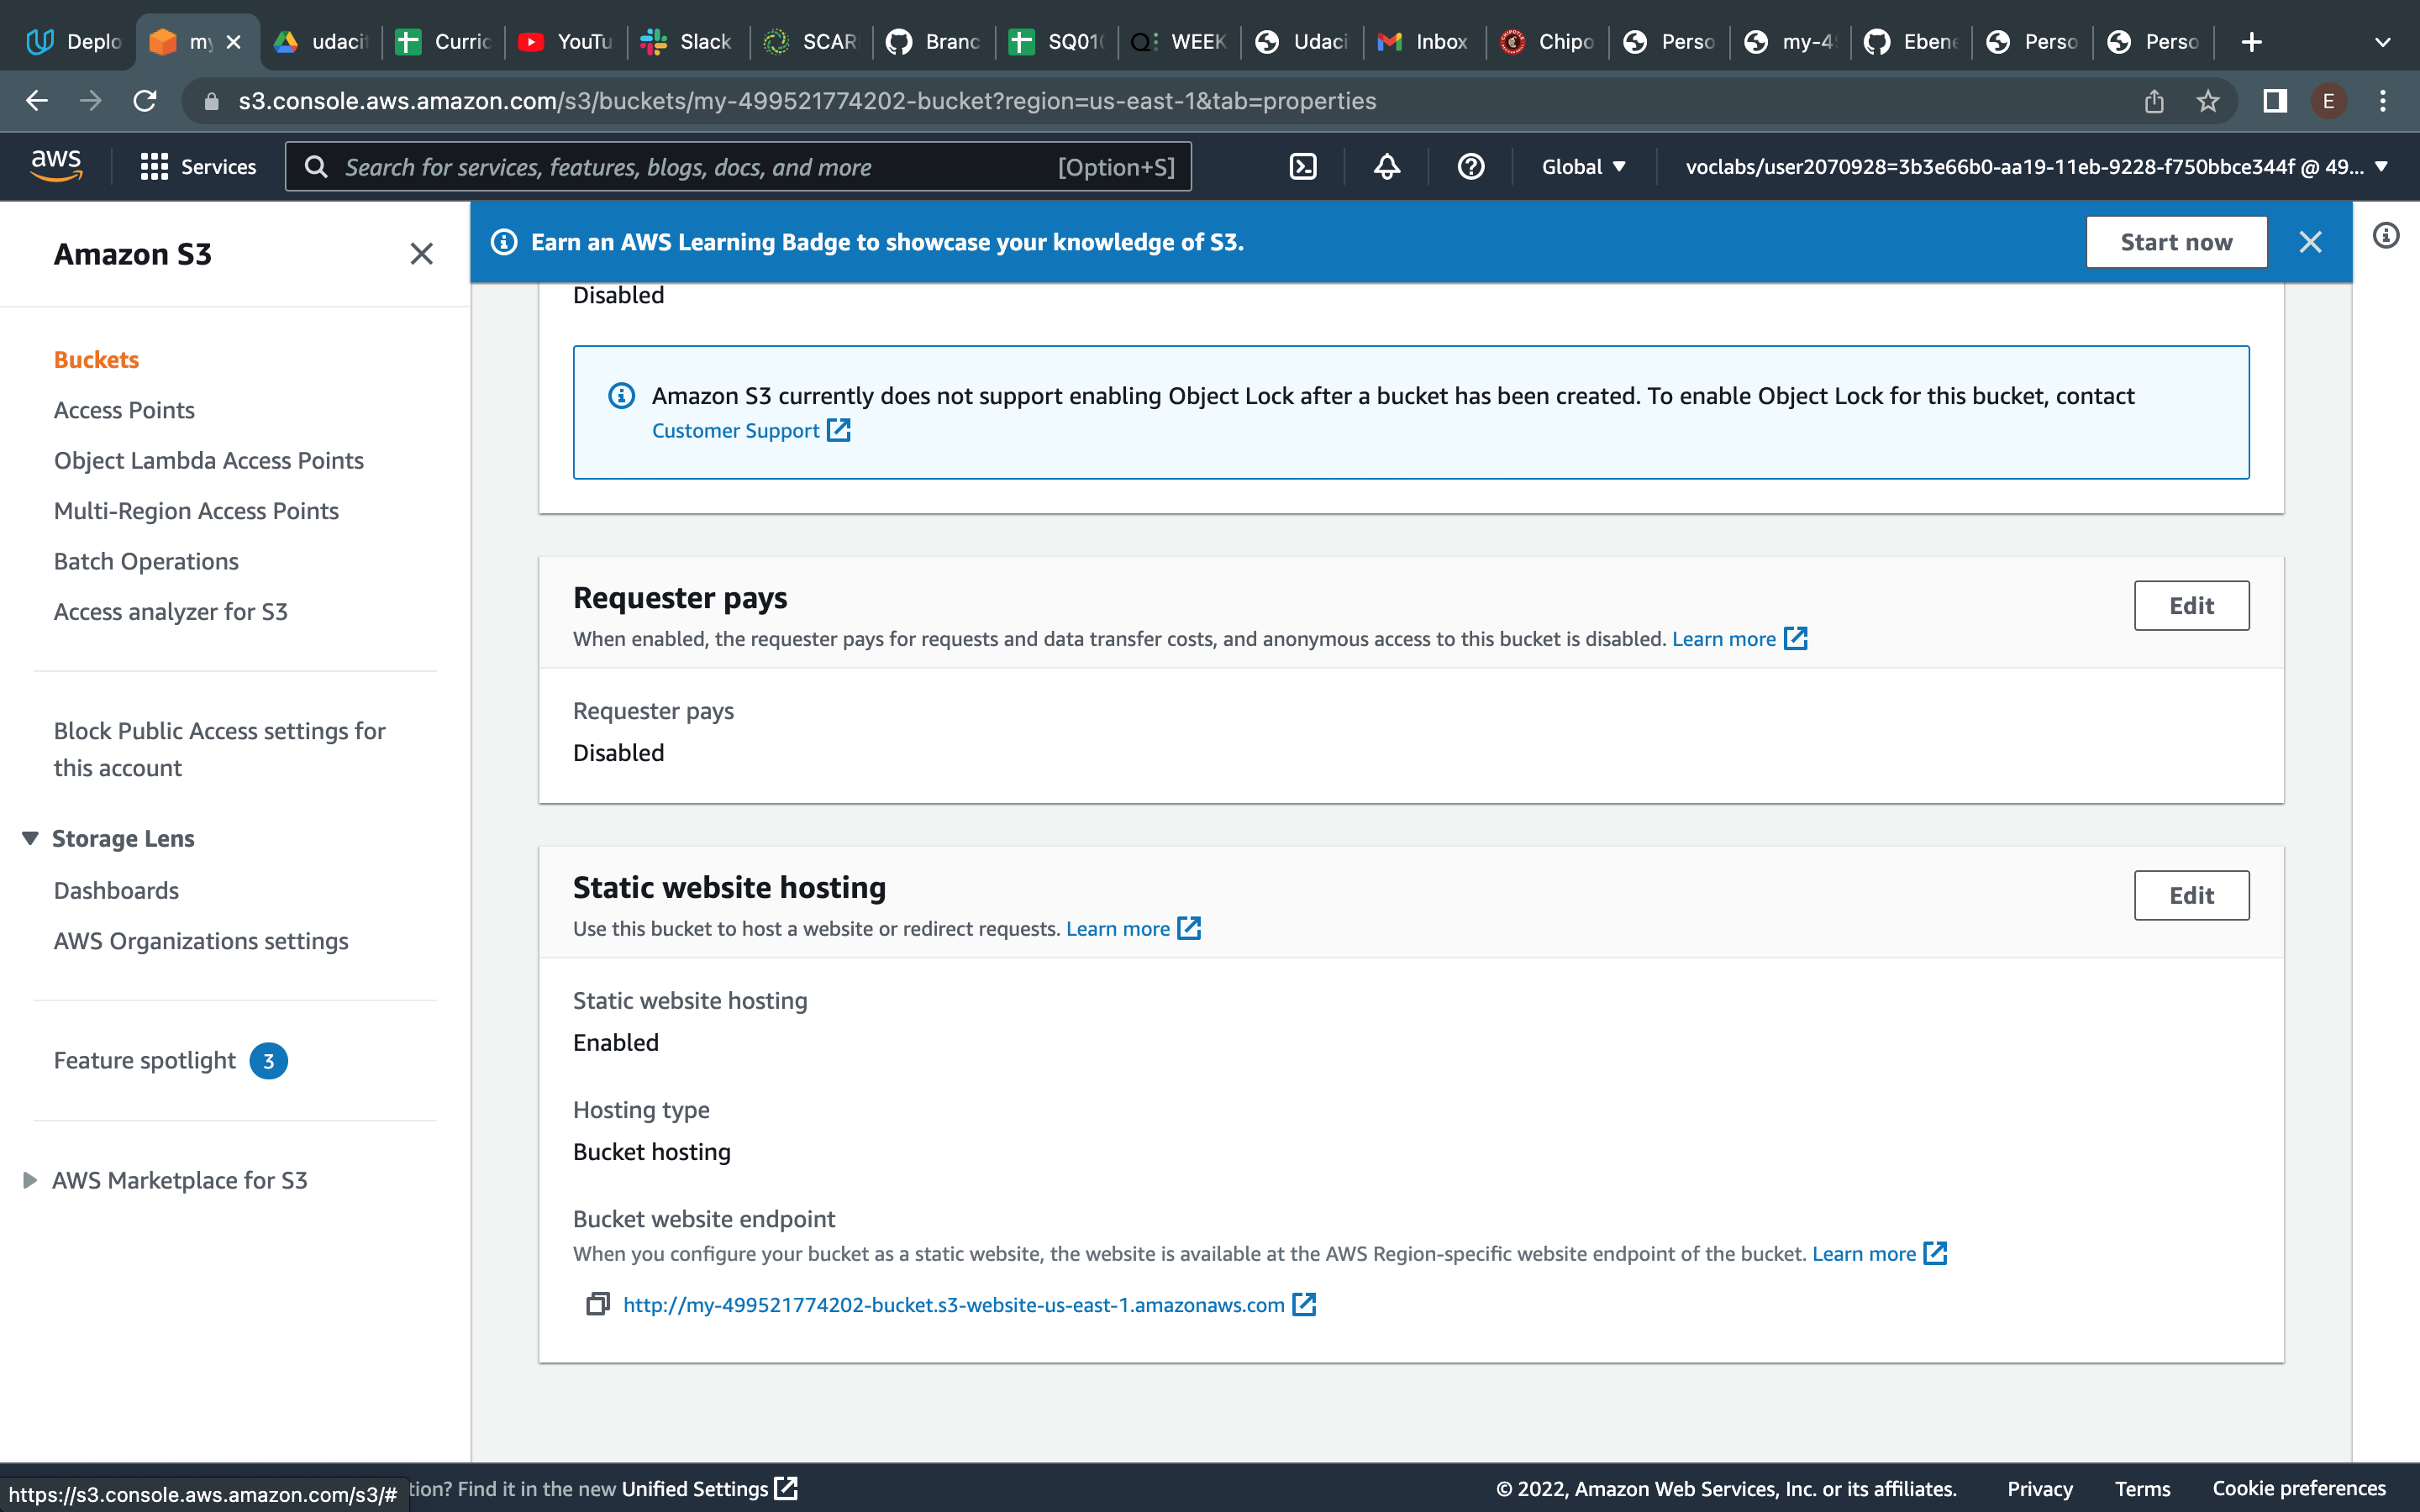 Deplo
my
udacit
Curric
YouTu
Slack
SCAR
Branc
SQ01
WEEK
Udaci
Inbox
Chipo
Perso
my-4
Ebene
Perso
Perso
s3.console.aws.amazon.com/s3/buckets/my-499521774202-bucket?region=us-east-1&tab=properties
E
aws
Services
Search for services, features, blogs, docs, and more
[Option+S]
Global
voclabs/user2070928=3b3e66b0-aa19-11eb-9228-f750bbce344f @ 49...
Amazon S3
Buckets
Access Points
Object Lambda Access Points
Multi-Region Access Points
Batch Operations
Access analyzer for S3
Block Public Access settings for
this account
Storage Lens
Dashboards
AWS Organizations settings
Feature spotlight 3
AWS Marketplace for S3
Earn an AWS Learning Badge to showcase your knowledge of S3.
Start now
Disabled
Amazon S3 currently does not support enabling Object Lock after a bucket has been created. To enable Object Lock for this bucket, contact
Customer Support
Requester pays
Edit
When enabled, the requester pays for requests and data transfer costs, and anonymous access to this bucket is disabled. Learn more
Requester pays
Disabled
Static website hosting
Edit
Use this bucket to host a website or redirect requests. Learn more
Static website hosting
Enabled
Hosting type
Bucket hosting
Bucket website endpoint
When you configure your bucket as a static website, the website is available at the AWS Region-specific website endpoint of the bucket. Learn more
http://my-499521774202-bucket.s3-website-us-east-1.amazonaws.com
https://s3.console.aws.amazon.com/s3/#
tion? Find it in the new Unified Settings
© 2022, Amazon Web Services, Inc. or its affiliates.
Privacy
Terms
Cookie preferences